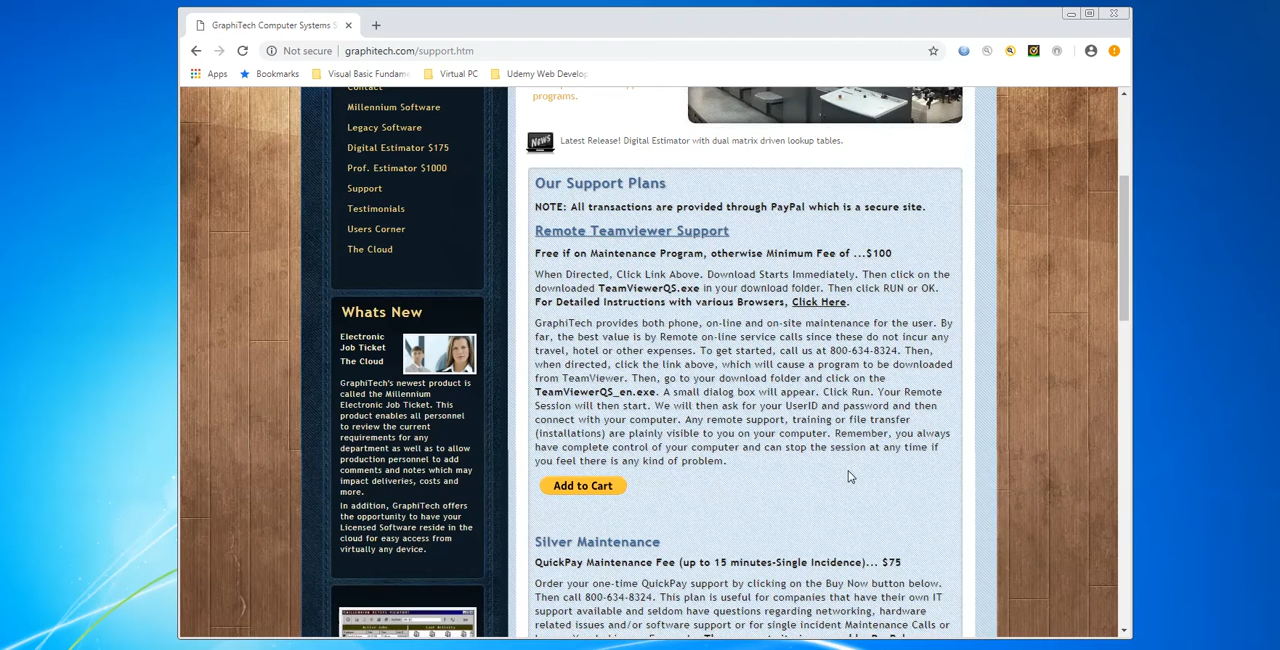 GraphiTech Computer Systems S
Not secure
graphitech.com/support.htm
Apps
Bookmarks
Visual Basic Fundam
Virtual PC
Udemy Web Develo
Contact
Millennium Software
Legacy Software
Digital Estimator $175
Prof. Estimator $1000
Support
Testimonials
Users Corner
The Cloud
Whats New
Electronic
Job Ticket
The Cloud
GraphiTech's newest product is
called the Millennium
Electronic Job Ticket. This
product enables all personnel
to review the current
requirements for any
department as well as to allow
production personnel to add
comments and notes which may
impact deliveries, costs and
more.
In addition, GraphiTech offers
the opportunity to have your
Licensed Software reside in the
cloud for easy access from
virtually any device.
programs.
News
Latest Release! Digital Estimator with dual matrix driven lookup tables.
Our Support Plans
NOTE: All transactions are provided through PayPal which is a secure site.
Remote Teamviewer Support
Free if on Maintenance Program, otherwise Minimum Fee of ...$100
When Directed, Click Link Above. Download Starts Immediately. Then click on the
downloaded TeamViewerQS.exe in your download folder. Then click RUN or OK.
For Detailed Instructions with various Browsers, Click Here.
GraphiTech provides both phone, on-line and on-site maintenance for the user. By
far, the best value is by Remote on-line service calls since these do not incur any
travel, hotel or other expenses. To get started, call us at 800-634-8324. Then,
when directed, click the link above, which will cause a program to be downloaded
from TeamViewer. Then, go to your download folder and click on the
TeamViewerQS_en.exe. A small dialog box will appear. Click Run. Your Remote
Session will then start. We will then ask for your UserID and password and then
connect with your computer. Any remote support, training or file transfer
(installations) are plainly visible to you on your computer. Remember, you always
have complete control of your computer and can stop the session at any time if
you feel there is any kind of problem.
Add to Cart
Silver Maintenance
QuickPay Maintenance Fee (up to 15 minutes-Single Incidence)... $75
Order your one-time QuickPay support by clicking on the Buy Now button below.
Then call 800-634-8324. This plan is useful for companies that have their own IT
support available and seldom have questions regarding networking, hardware
related issues and/or software support or for single incident Maintenance Calls or